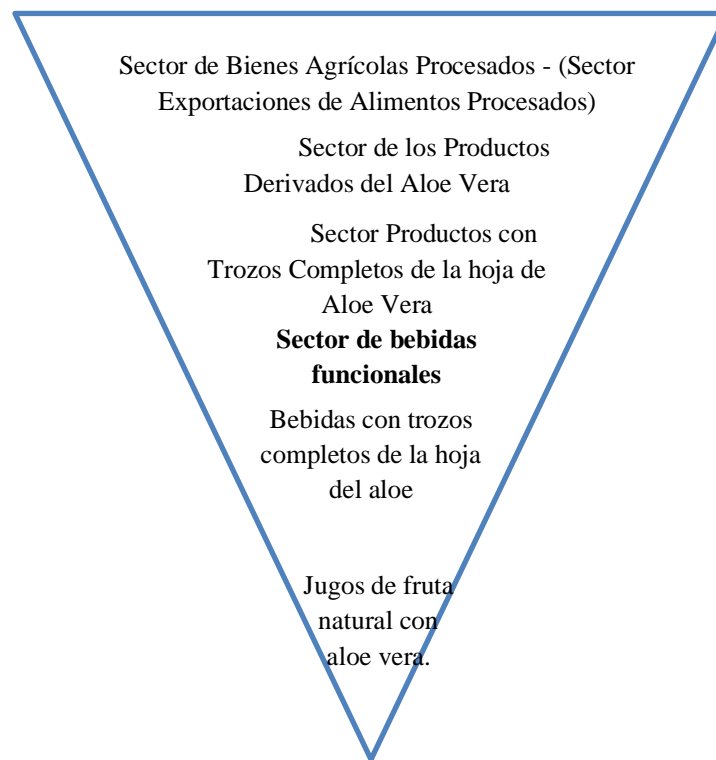 Sector de Bienes Agrícolas Procesados - (Sector
Exportaciones de Alimentos Procesados)
Sector de los Productos
Derivados del Aloe Vera
Sector Productos con
Trozos Completos de la hoja de
Aloe Vera
Sector de bebidas
funcionales
Bebidas con trozos
completos de la hoja
del aloe
Jugos de fruta
natural con
aloe vera.